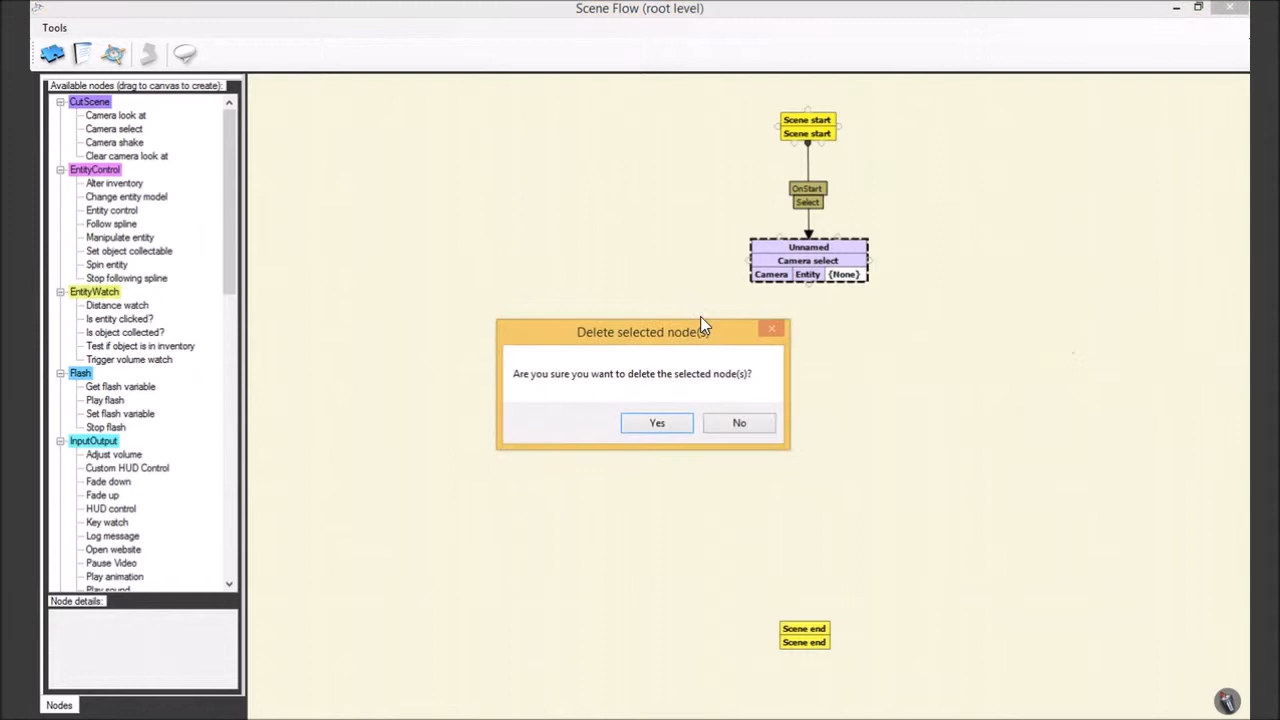 Scene Flow (root level)
Tools
Available nodes (drag to canvas to create):
CutScene
Camera look at
Camera select
Camera shake
Clear camera look at
EntityControl
Alter inventory
Change entity model
Entity control
Follow spline
Manipulate entity
Set object collectable
Spin entity
Stop following spline
EntityWatch
Distance watch
Is entity clicked?
Is object collected?
Test if object is in inventory
Trigger volume watch
Flash
Get flash variable
Play flash
Set flash variable
Stop flash
InputOutput
Adjust volume
Custom HUD Control
Fade down
Fade up
HUD control
Key watch
Log message
Open website
Pause Video
Play animation
Play sound
Node details:
Nodes
Scene start
Scene start
OnStart
Select
Unnamed
Camera select
Camera Entity {None}
Delete selected node(s)
Are you sure you want to delete the selected node(s)?
Yes No
Scene end
Scene end